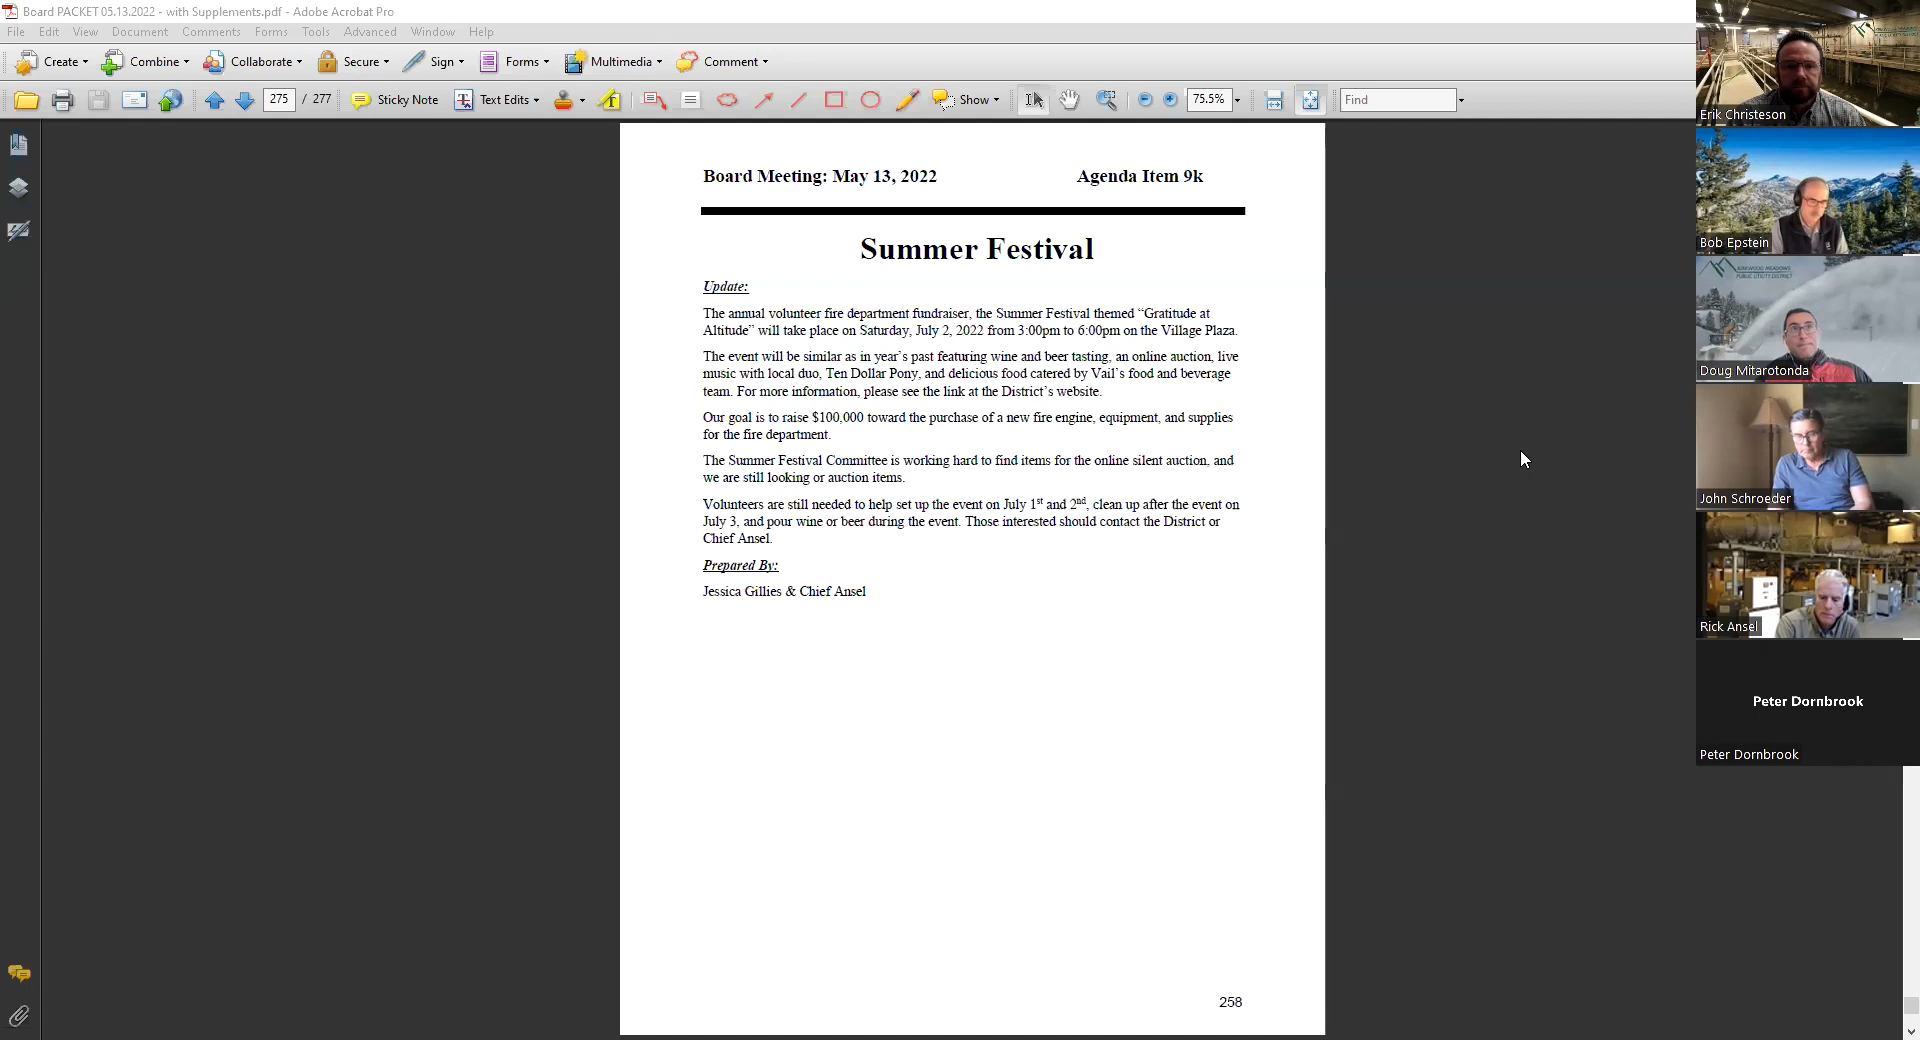 Board PACKET 05.13.2022 - with Supplements.pdf - Adobe Acrobat Pro
File Edit View Document Comments Forms Tools Advanced Window Help
Create Combine Collaborate Secure Sign Forms Multimedia Comment
275 / 277 Sticky Note Text Edits Show 75.5% Find
Board Meeting: May 13, 2022 Agenda Item 9k
Summer Festival
Update:
The annual volunteer fire department fundraiser, the Summer Festival themed “Gratitude at
Altitude” will take place on Saturday, July 2, 2022 from 3:00pm to 6:00pm on the Village Plaza.
The event will be similar as in year’s past featuring wine and beer tasting, an online auction, live
music with local duo, Ten Dollar Pony, and delicious food catered by Vail’s food and beverage
team. For more information, please see the link at the District’s website.
Our goal is to raise $100,000 toward the purchase of a new fire engine, equipment, and supplies
for the fire department.
The Summer Festival Committee is working hard to find items for the online silent auction, and
we are still looking or auction items.
Volunteers are still needed to help set up the event on July 1st and 2nd, clean up after the event on
July 3, and pour wine or beer during the event. Those interested should contact the District or
Chief Ansel.
Prepared By:
Jessica Gillies & Chief Ansel
258
Erik Christeson
Bob Epstein
KIRKWOOD MEADOWS
PUBLIC UTILITY DISTRICT
Doug Mitarotonda
John Schroeder
Rick Ansel
Peter Dornbrook
Peter Dornbrook